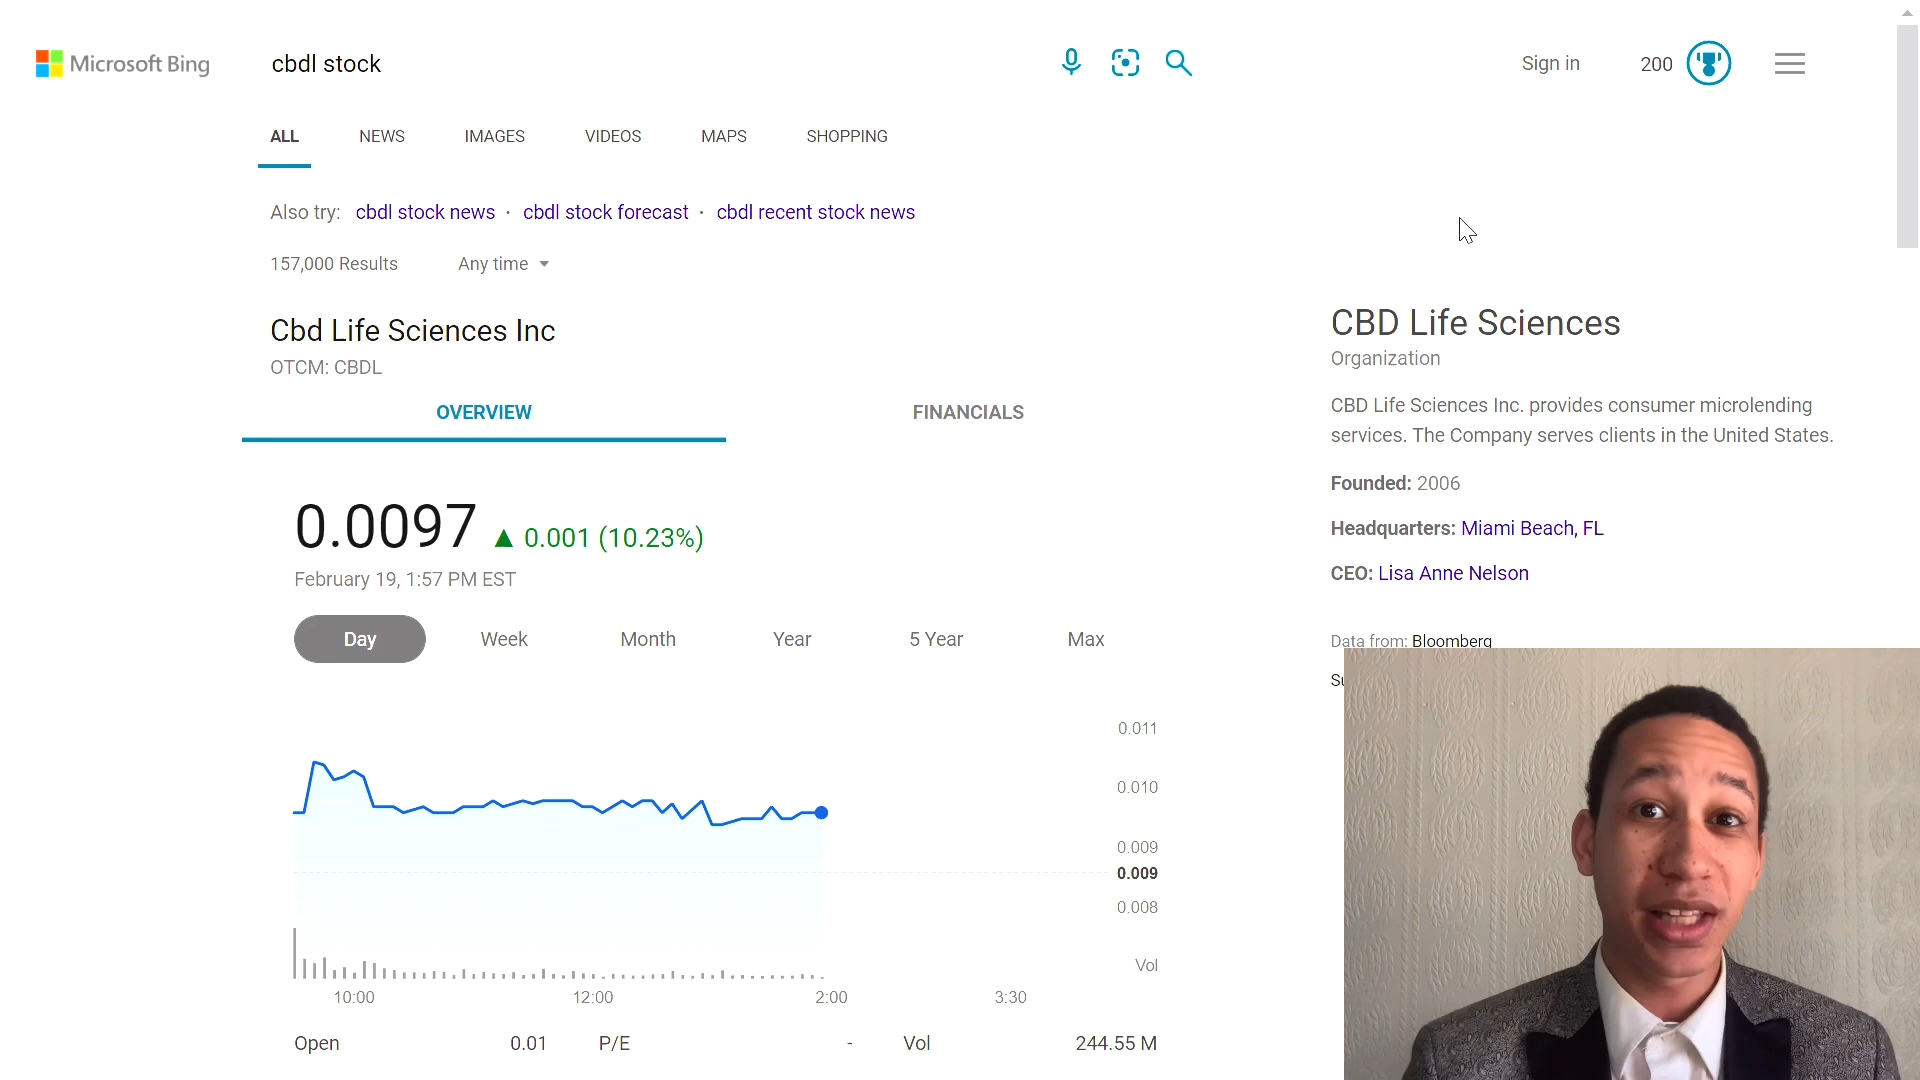 Microsoft Bing
cbdl stock
Sign in
200
ALL NEWS IMAGES VIDEOS MAPS SHOPPING
Also try: cbdl stock news · cbdl stock forecast · cbdl recent stock news
157,000 Results Any time
Cbd Life Sciences Inc
OTCM: CBDL
OVERVIEW FINANCIALS
0.0097 ▲ 0.001 (10.23%)
February 19, 1:57 PM EST
Day Week Month Year 5 Year Max
0.011
0.010
0.009
0.009
0.008
Vol
10:00 12:00 2:00 3:30
Open 0.01 P/E - Vol 244.55 M
CBD Life Sciences
Organization
CBD Life Sciences Inc. provides consumer microlending
services. The Company serves clients in the United States.
Founded: 2006
Headquarters: Miami Beach, FL
CEO: Lisa Anne Nelson
Data from: Bloomberg